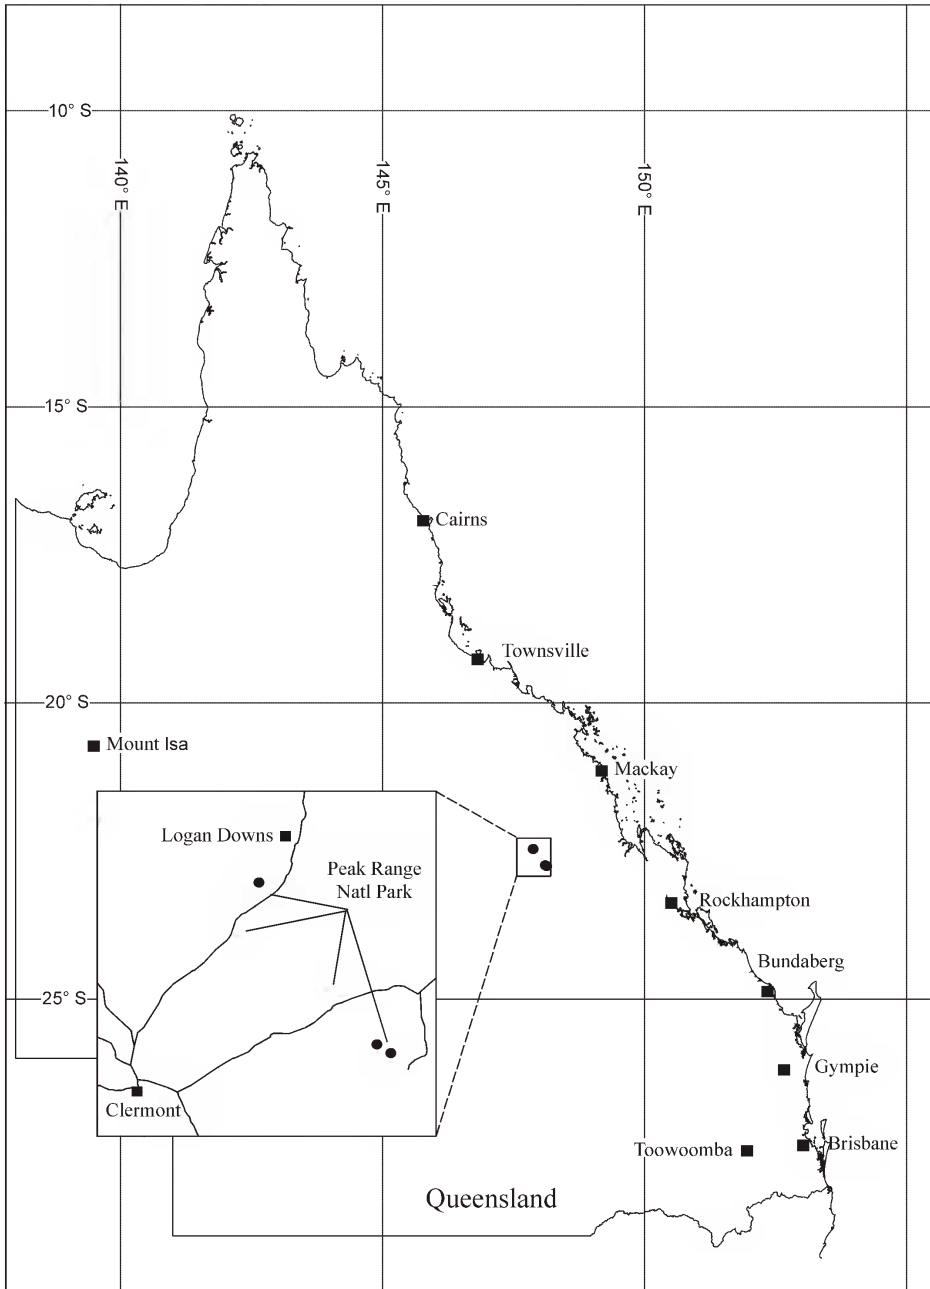 10° S
140° E
145° E
150° E
15° S
Cairns
Townsville
20° S
Mount Isa
Mackay
Logan Downs
Peak Range
Natl Park
Rockhampton
Bundaberg
25° S
Gympie
Clermont
Toowoomba
Brisbane
Queensland